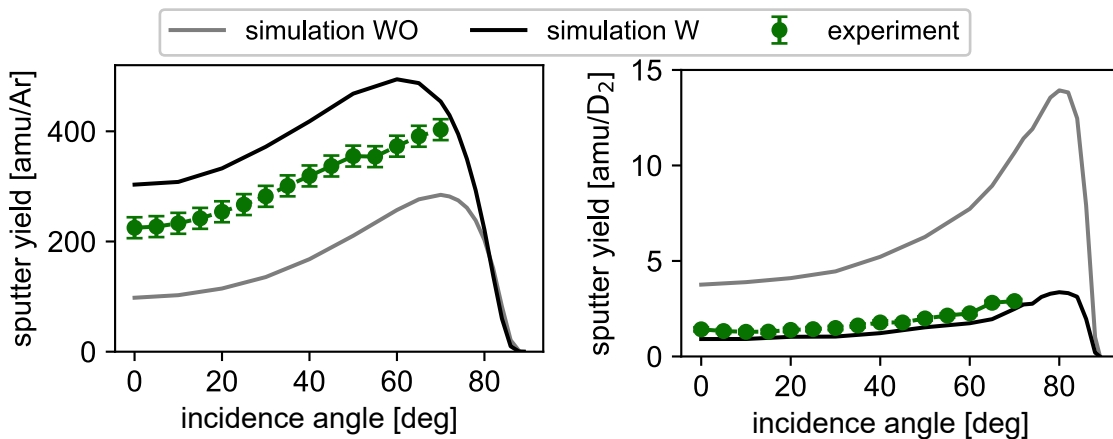 simulation WO simulation W experiment
sputter yield [amu/Ar]
400
200
0
0 20 40 60 80
incidence angle [deg]
sputter yield [amu/D₂]
15
10
5
0
0 20 40 60 80
incidence angle [deg]